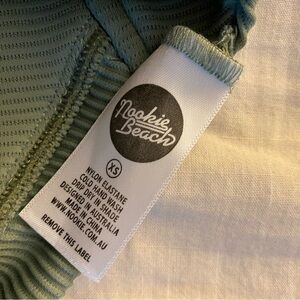 Nookie
Beach
XS
NYLON ELASTANE
COLD HAND WASH
DRIP DRY IN SHADE
DESIGNED IN AUSTRALIA
MADE IN CHINA
WWW.NOOKIE.COM.AU
REMOVE THIS LABEL